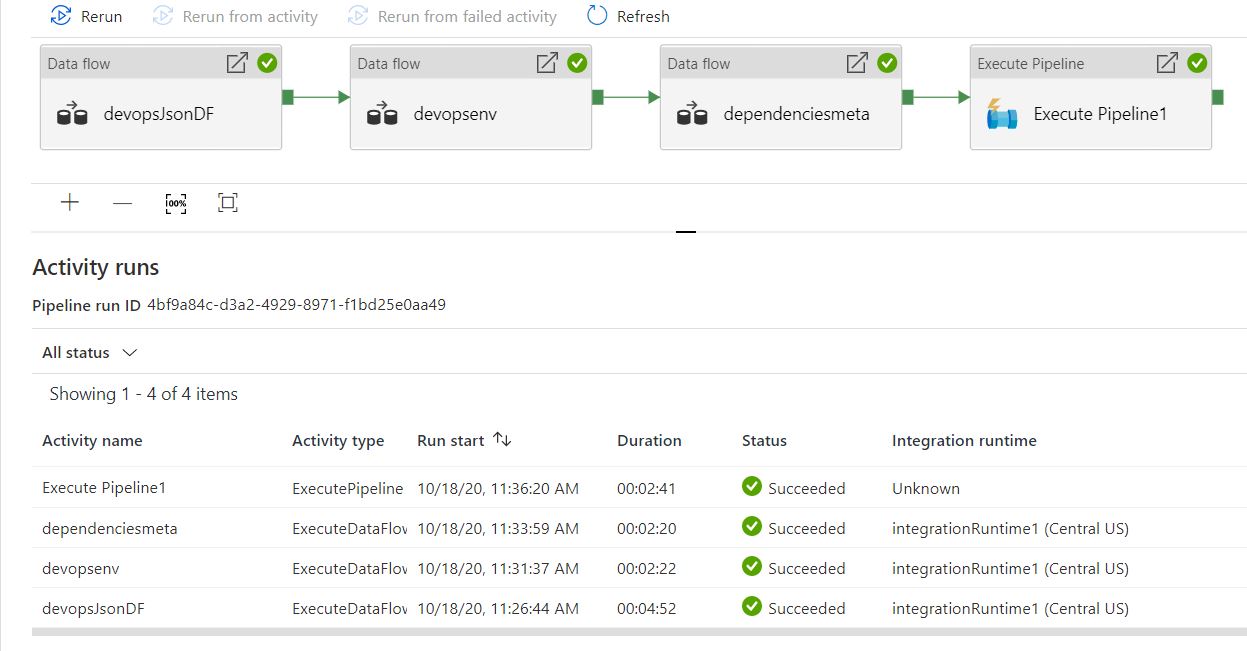 Rerun Rerun from activity Rerun from failed activity Refresh
Data flow Data flow Data flow Execute Pipeline
devopsJsonDF devopsenv dependenciesmeta Execute Pipeline1
00%
Activity runs
Pipeline run ID 4bf9a84c-d3a2-4929-8971-f1bd25e0aa49
All status
Showing 1 - 4 of 4 items
Activity name Activity type Run start Duration Status Integration runtime
Execute Pipeline1 ExecutePipeline 10/18/20, 11:36:20 AM 00:02:41 Succeeded Unknown
dependenciesmeta ExecuteDataFlov 10/18/20, 11:33:59 AM 00:02:20 Succeeded integrationRuntime1 (Central US)
devopsenv ExecuteDataFlov 10/18/20, 11:31:37 AM 00:02:22 Succeeded integrationRuntime1 (Central US)
devopsJsonDF ExecuteDataFlov 10/18/20, 11:26:44 AM 00:04:52 Succeeded integrationRuntime1 (Central US)